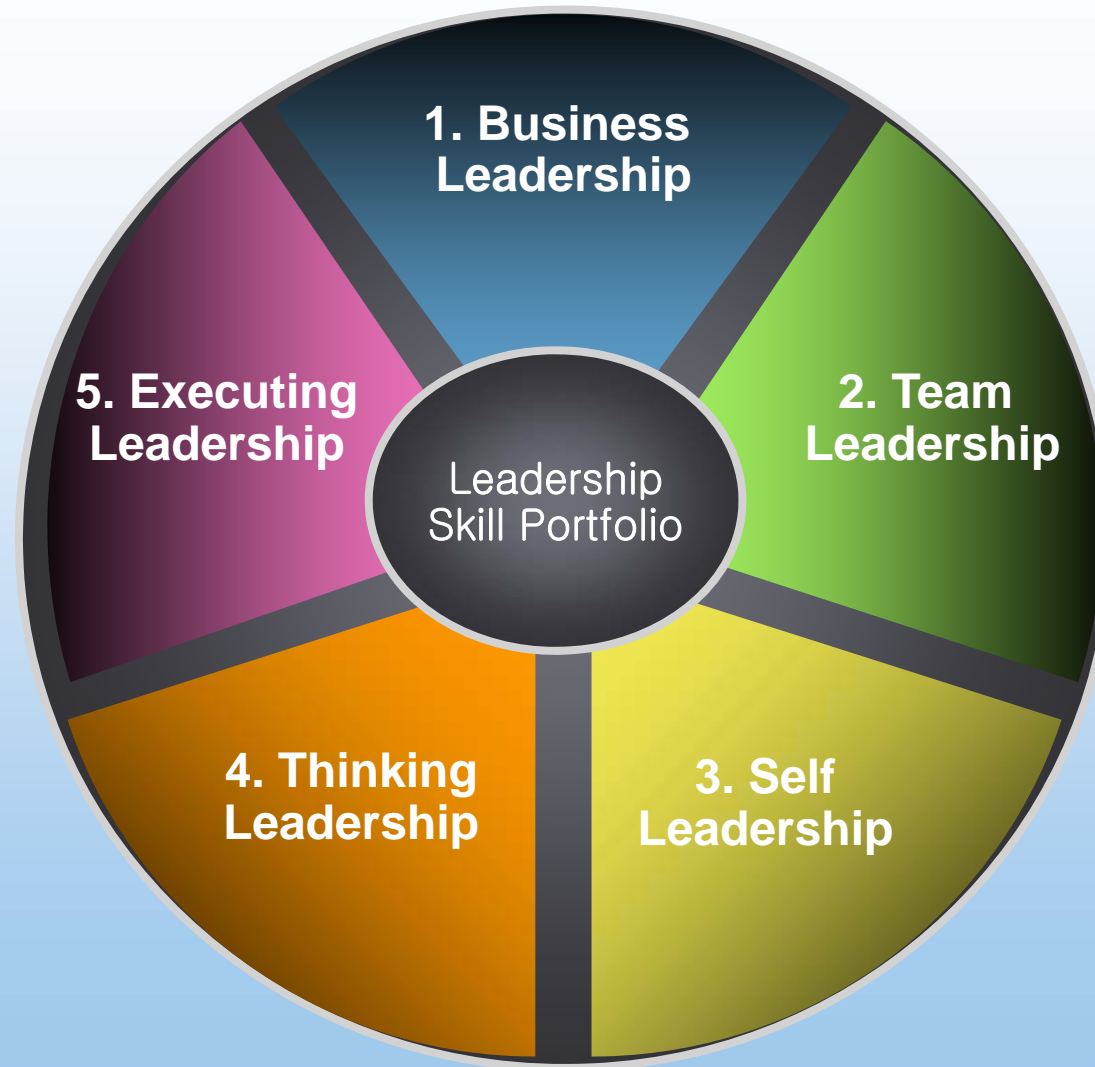 1. Business
Leadership
2. Team
Leadership
3. Self
Leadership
4. Thinking
Leadership
5. Executing
Leadership
Leadership
Skill Portfolio